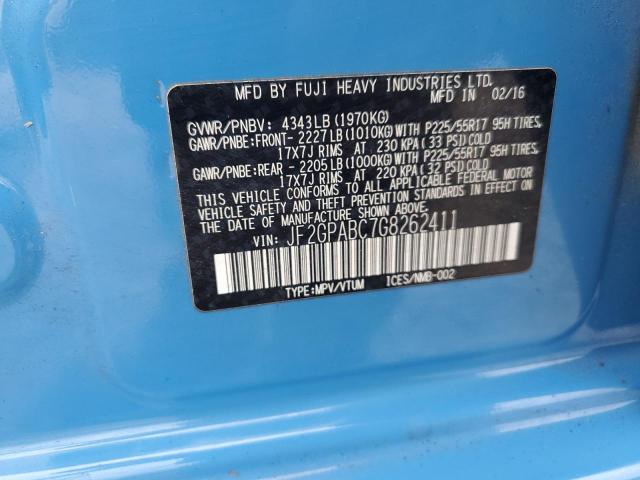 MFD BY FUJI HEAVY INDUSTRIES LTD.
MFD IN 02/16
GVWR/PNBV: 4343LB(1970KG)
GAWR/PNBE:FRONT- 2227LB(1010KG)WITH P225/55R17 95H TIRES.
17X7J RIMS AT 230 KPA(33 PSI)COLD
GAWR/PNBE:REAR - 2205LB(1000KG)WITH P225/55R17 95H TIRES.
17X7J RIMS AT 220 KPA(32 PSI)COLD
THIS VEHICLE CONFORMS TO ALL APPLICABLE FEDERAL MOTOR
VEHICLE SAFETY AND THEFT PREVENTION STANDARDS IN EFFECT
ON THE DATE OF MANUFACTURE SHOWN ABOVE.
VIN: JF2GPABC7G8262411
TYPE:MPV/VTUM ICES/NMB-002